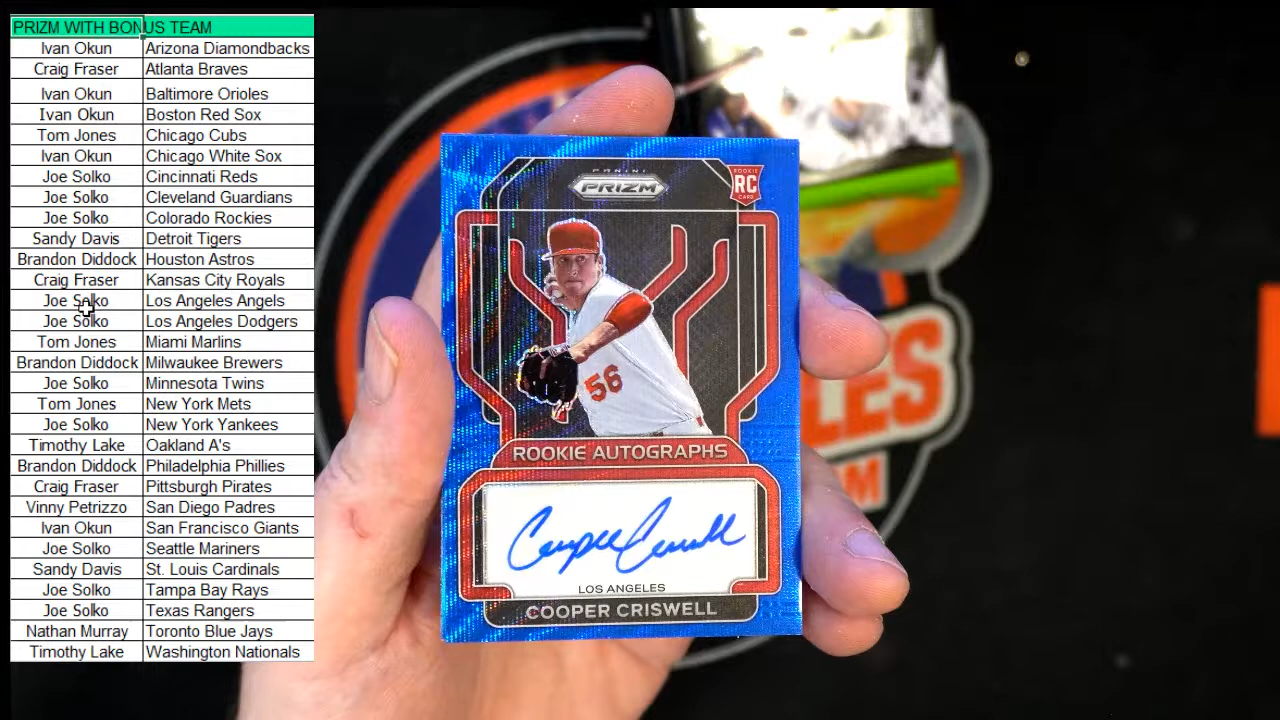 PRIZM WITH BONUS TEAM
Ivan Okun Arizona Diamondbacks
Craig Fraser Atlanta Braves
Ivan Okun Baltimore Orioles
Ivan Okun Boston Red Sox
Tom Jones Chicago Cubs
Ivan Okun Chicago White Sox
Joe Solko Cincinnati Reds
Joe Solko Cleveland Guardians
Joe Solko Colorado Rockies
Sandy Davis Detroit Tigers
Brandon Diddock Houston Astros
Craig Fraser Kansas City Royals
Joe Solko Los Angeles Angels
Joe Solko Los Angeles Dodgers
Tom Jones Miami Marlins
Brandon Diddock Milwaukee Brewers
Joe Solko Minnesota Twins
Tom Jones New York Mets
Joe Solko New York Yankees
Timothy Lake Oakland A's
Brandon Diddock Philadelphia Phillies
Craig Fraser Pittsburgh Pirates
Vinny Petrizzo San Diego Padres
Ivan Okun San Francisco Giants
Joe Solko Seattle Mariners
Sandy Davis St. Louis Cardinals
Joe Solko Tampa Bay Rays
Joe Solko Texas Rangers
Nathan Murray Toronto Blue Jays
Timothy Lake Washington Nationals
PANINI
PRIZM
ROOKIE
RC
CARD
56
ROOKIE AUTOGRAPHS
Cooper Criswell
LOS ANGELES
COOPER CRISWELL